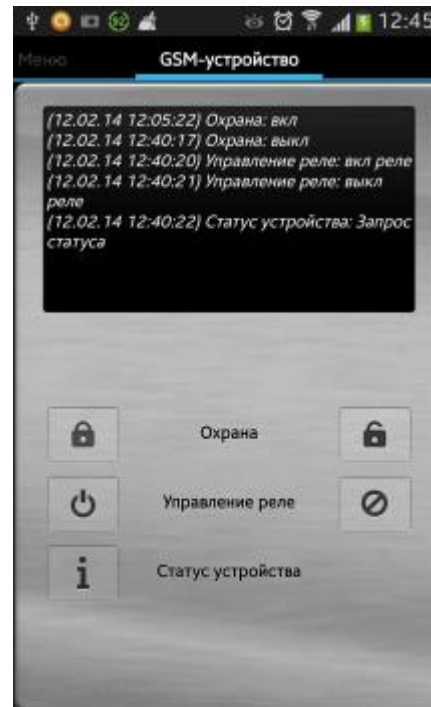 92
12:45
Меню
GSM-устройство
(12.02.14 12:05:22) Охрана: вкл
(12.02.14 12:40:17) Охрана: выкл
(12.02.14 12:40:20) Управление реле: вкл реле
(12.02.14 12:40:21) Управление реле: выкл
реле
(12.02.14 12:40:22) Статус устройства: Запрос
статуса
Охрана
Управление реле
Статус устройства